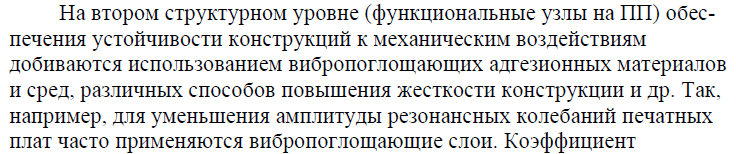 На втором структурном уровне (функциональные узлы на ПП) обес-
печения устойчивости конструкций к механическим воздействиям
добиваются использованием вибропоглощающих адгезионных материалов
и сред, различных способов повышения жесткости конструкции и др. Так,
например, для уменьшения амплитуды резонансных колебаний печатных
плат часто применяются вибропоглощающие слои. Коэффициент